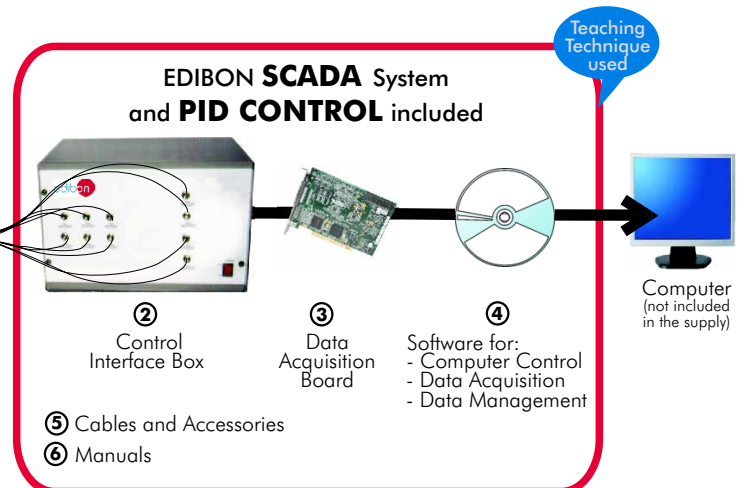 Teaching
Technique
used
EDIBON SCADA System
and PID CONTROL included
edibon
2
Control
Interface Box
3
Data
Acquisition
Board
4
Software for:
- Computer Control
- Data Acquisition
- Data Management
Computer
(not included
in the supply)
5 Cables and Accessories
6 Manuals